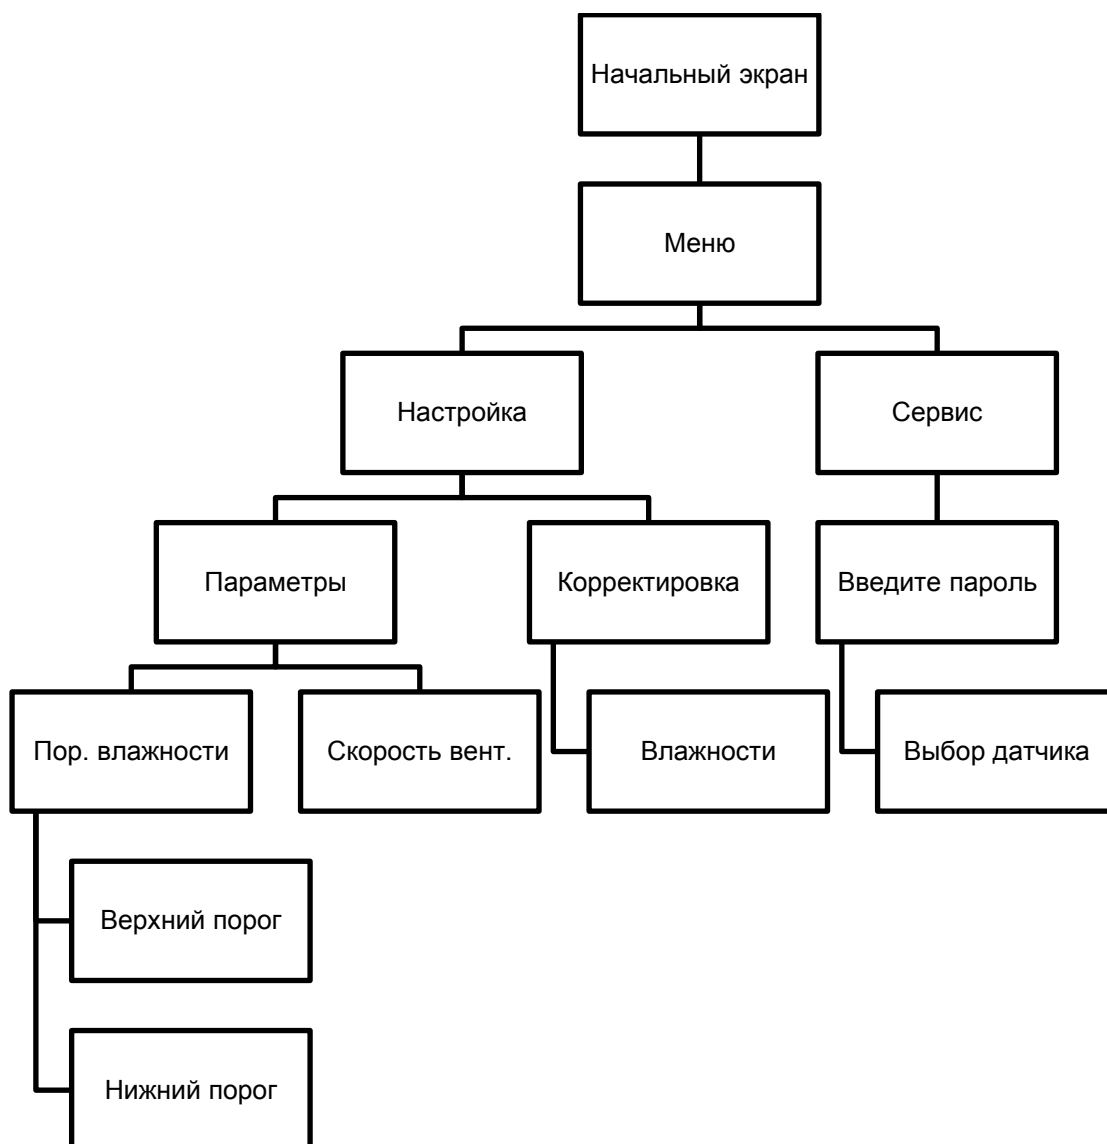 Начальный экран
Меню
Настройка
Сервис
Параметры
Корректировка
Введите пароль
Пор. влажности
Скорость вент.
Влажности
Выбор датчика
Верхний порог
Нижний порог